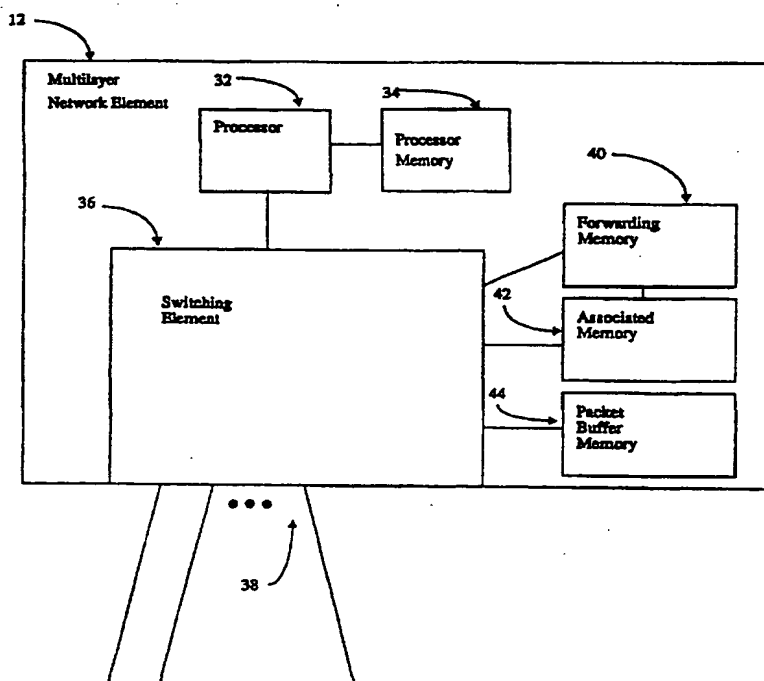 12
Multilayer
Network Element
32
34
Processor
Processor
Memory
40
36
Forwarding
Memory
Switching
Element
42
Associated
Memory
44
Packet
Buffer
Memory
38